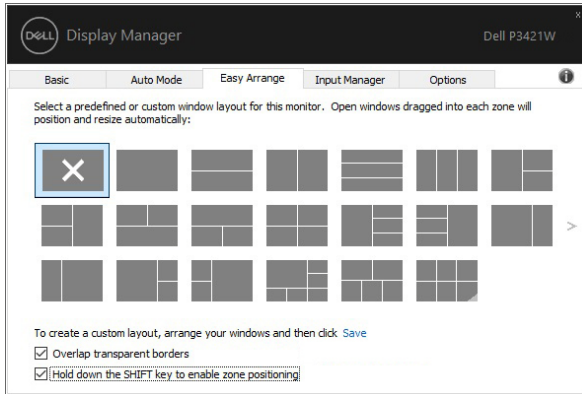 DELL Display Manager
Dell P3421W
Basic Auto Mode Easy Arrange Input Manager Options
Select a predefined or custom window layout for this monitor. Open windows dragged into each zone will
position and resize automatically:
To create a custom layout, arrange your windows and then click Save
Overlap transparent borders
Hold down the SHIFT key to enable zone positioning